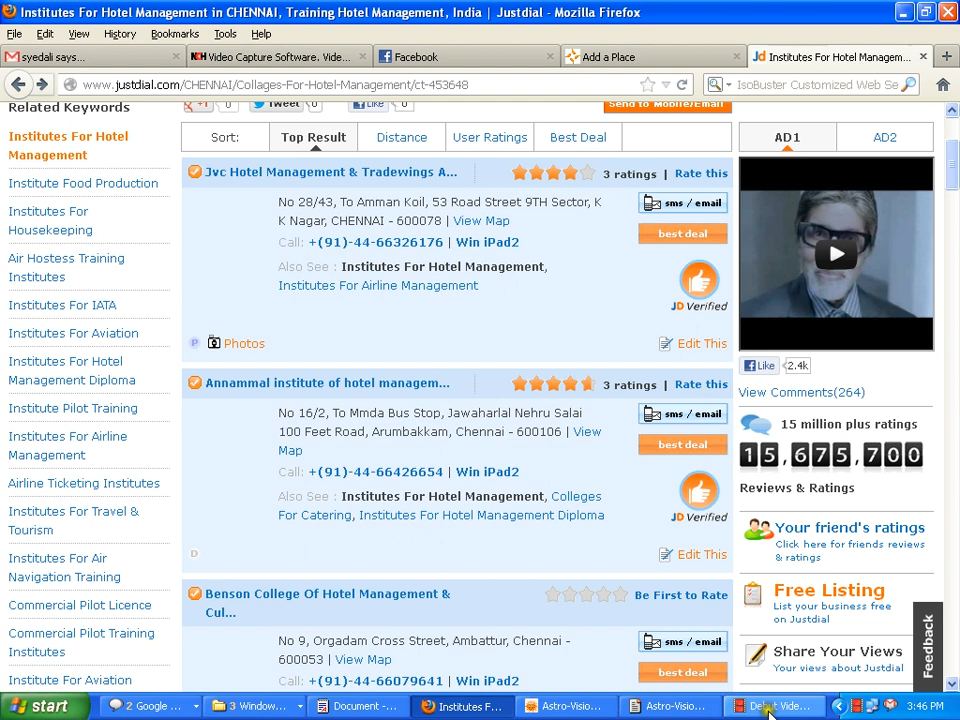 Institutes For Hotel Management in CHENNAI, Training Hotel Management, India | Justdial - Mozilla Firefox
File Edit View History Bookmarks Tools Help
syedali says...
Video Capture Software. Vide...
Facebook
Add a Place
Jd Institutes For Hotel Managem...
www.justdial.com/CHENNAI/Collages-For-Hotel-Management/ct-453648
IsoBuster Customized Web Se
Related Keywords
Institutes For Hotel
Management
Institute Food Production
Institutes For
Housekeeping
Air Hostess Training
Institutes
Institutes For IATA
Institutes For Aviation
Institutes For Hotel
Management Diploma
Institute Pilot Training
Institutes For Airline
Management
Airline Ticketing Institutes
Institutes For Travel &
Tourism
Institutes For Air
Navigation Training
Commercial Pilot Licence
Commercial Pilot Training
Institutes
Institute For Aviation
+1 0 Tweet 0 Like 0
Send to Mobile/Email
Sort: Top Result Distance User Ratings Best Deal
Jvc Hotel Management & Tradewings A...
3 ratings | Rate this
No 28/43, To Amman Koil, 53 Road Street 9TH Sector, K
K Nagar, CHENNAI - 600078 | View Map
Call: +(91)-44-66326176 | Win iPad2
Also See : Institutes For Hotel Management,
Institutes For Airline Management
sms / email
best deal
JD Verified
P Photos
Edit This
Annammal institute of hotel managem...
3 ratings | Rate this
No 16/2, To Mmda Bus Stop, Jawaharlal Nehru Salai
100 Feet Road, Arumbakkam, Chennai - 600106 | View
Map
Call: +(91)-44-66426654 | Win iPad2
Also See : Institutes For Hotel Management, Colleges
For Catering, Institutes For Hotel Management Diploma
sms / email
best deal
JD Verified
D
Edit This
Benson College Of Hotel Management &
Cul...
Be First to Rate
No 9, Orgadam Cross Street, Ambattur, Chennai -
600053 | View Map
Call: +(91)-44-66079641 | Win iPad2
sms / email
best deal
AD1 AD2
Like 2.4k
View Comments(264)
15 million plus ratings
15,675,700
Reviews & Ratings
Your friend's ratings
Click here for friends reviews
& ratings
Free Listing
List your business free
on Justdial
Share Your Views
Your views about Justdial
Feedback
start
2 Google ...
3 Window...
Document -...
Institutes F...
Astro-Visio...
Astro-Visio...
Debut Vide...
3:46 PM